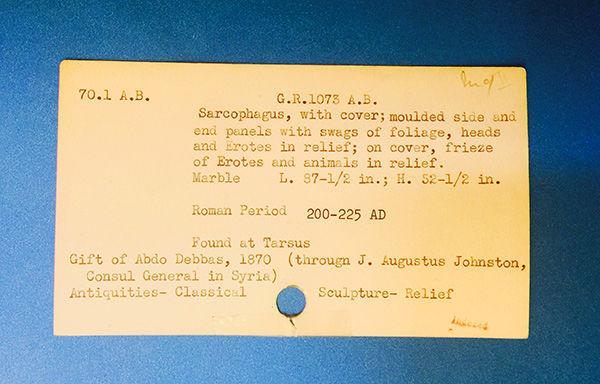 70.1 A.B. G.R.1073 A.B.
Sarcophagus, with cover; moulded side and
end panels with swags of foliage, heads
and Erotes in relief; on cover, frieze
of Erotes and animals in relief.
Marble L. 87-1/2 in.; H. 52-1/2 in.
Roman Period 200-225 AD
Found at Tarsus
Gift of Abdo Debbas, 1870 (through J. Augustus Johnston,
Consul General in Syria)
Antiquities- Classical Sculpture- Relief